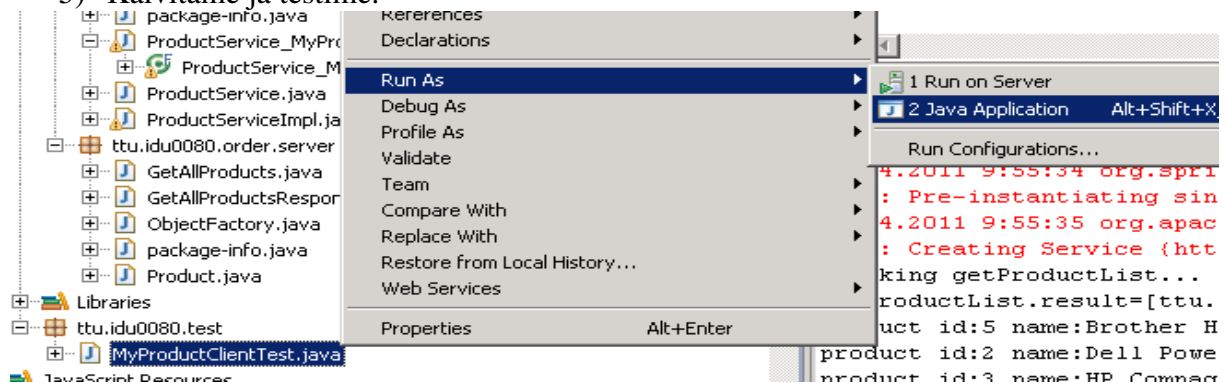 3) Käivitame ja testime:
package-info.java
ProductService_MyPro
ProductService_M
ProductService.java
ProductServiceImpl.ja
ttu.idu0080.order.server
GetAllProducts.java
GetAllProductsRespor
ObjectFactory.java
package-info.java
Product.java
Libraries
ttu.idu0080.test
MyProductClientTest.java
JavaScript Resources
References
Declarations
Run As
Debug As
Profile As
Validate
Team
Compare With
Replace With
Restore from Local History...
Web Services
Properties Alt+Enter
1 Run on Server
2 Java Application Alt+Shift+X,
Run Configurations...
4.2011 9:55:34 org.spri
: Pre-instantiating sin
4.2011 9:55:35 org.apac
: Creating Service {htt
king getProductList...
roductList.result=[ttu.
uct id:5 name:Brother H
product id:2 name:Dell Powe
product id:3 name:HP Compaq